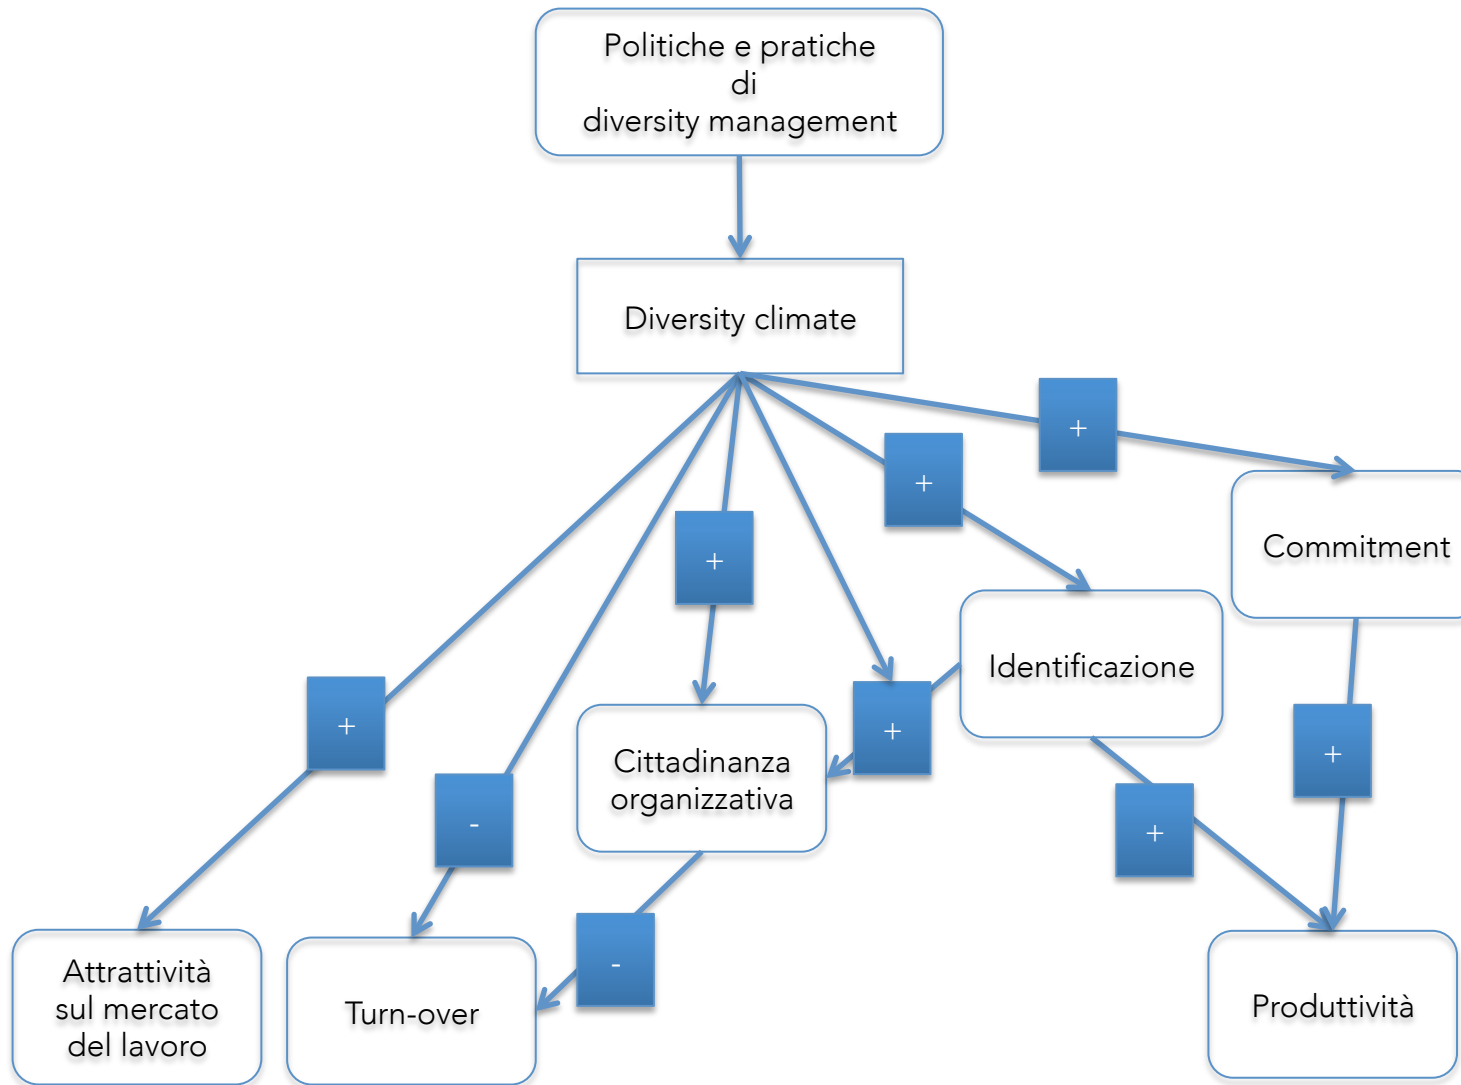 Politiche e pratiche
di
diversity management
Diversity climate
+
+
+
Commitment
+
Identificazione
+
+
Cittadinanza
organizzativa
+
-
+
-
Attrattività
sul mercato
del lavoro
Turn-over
Produttività